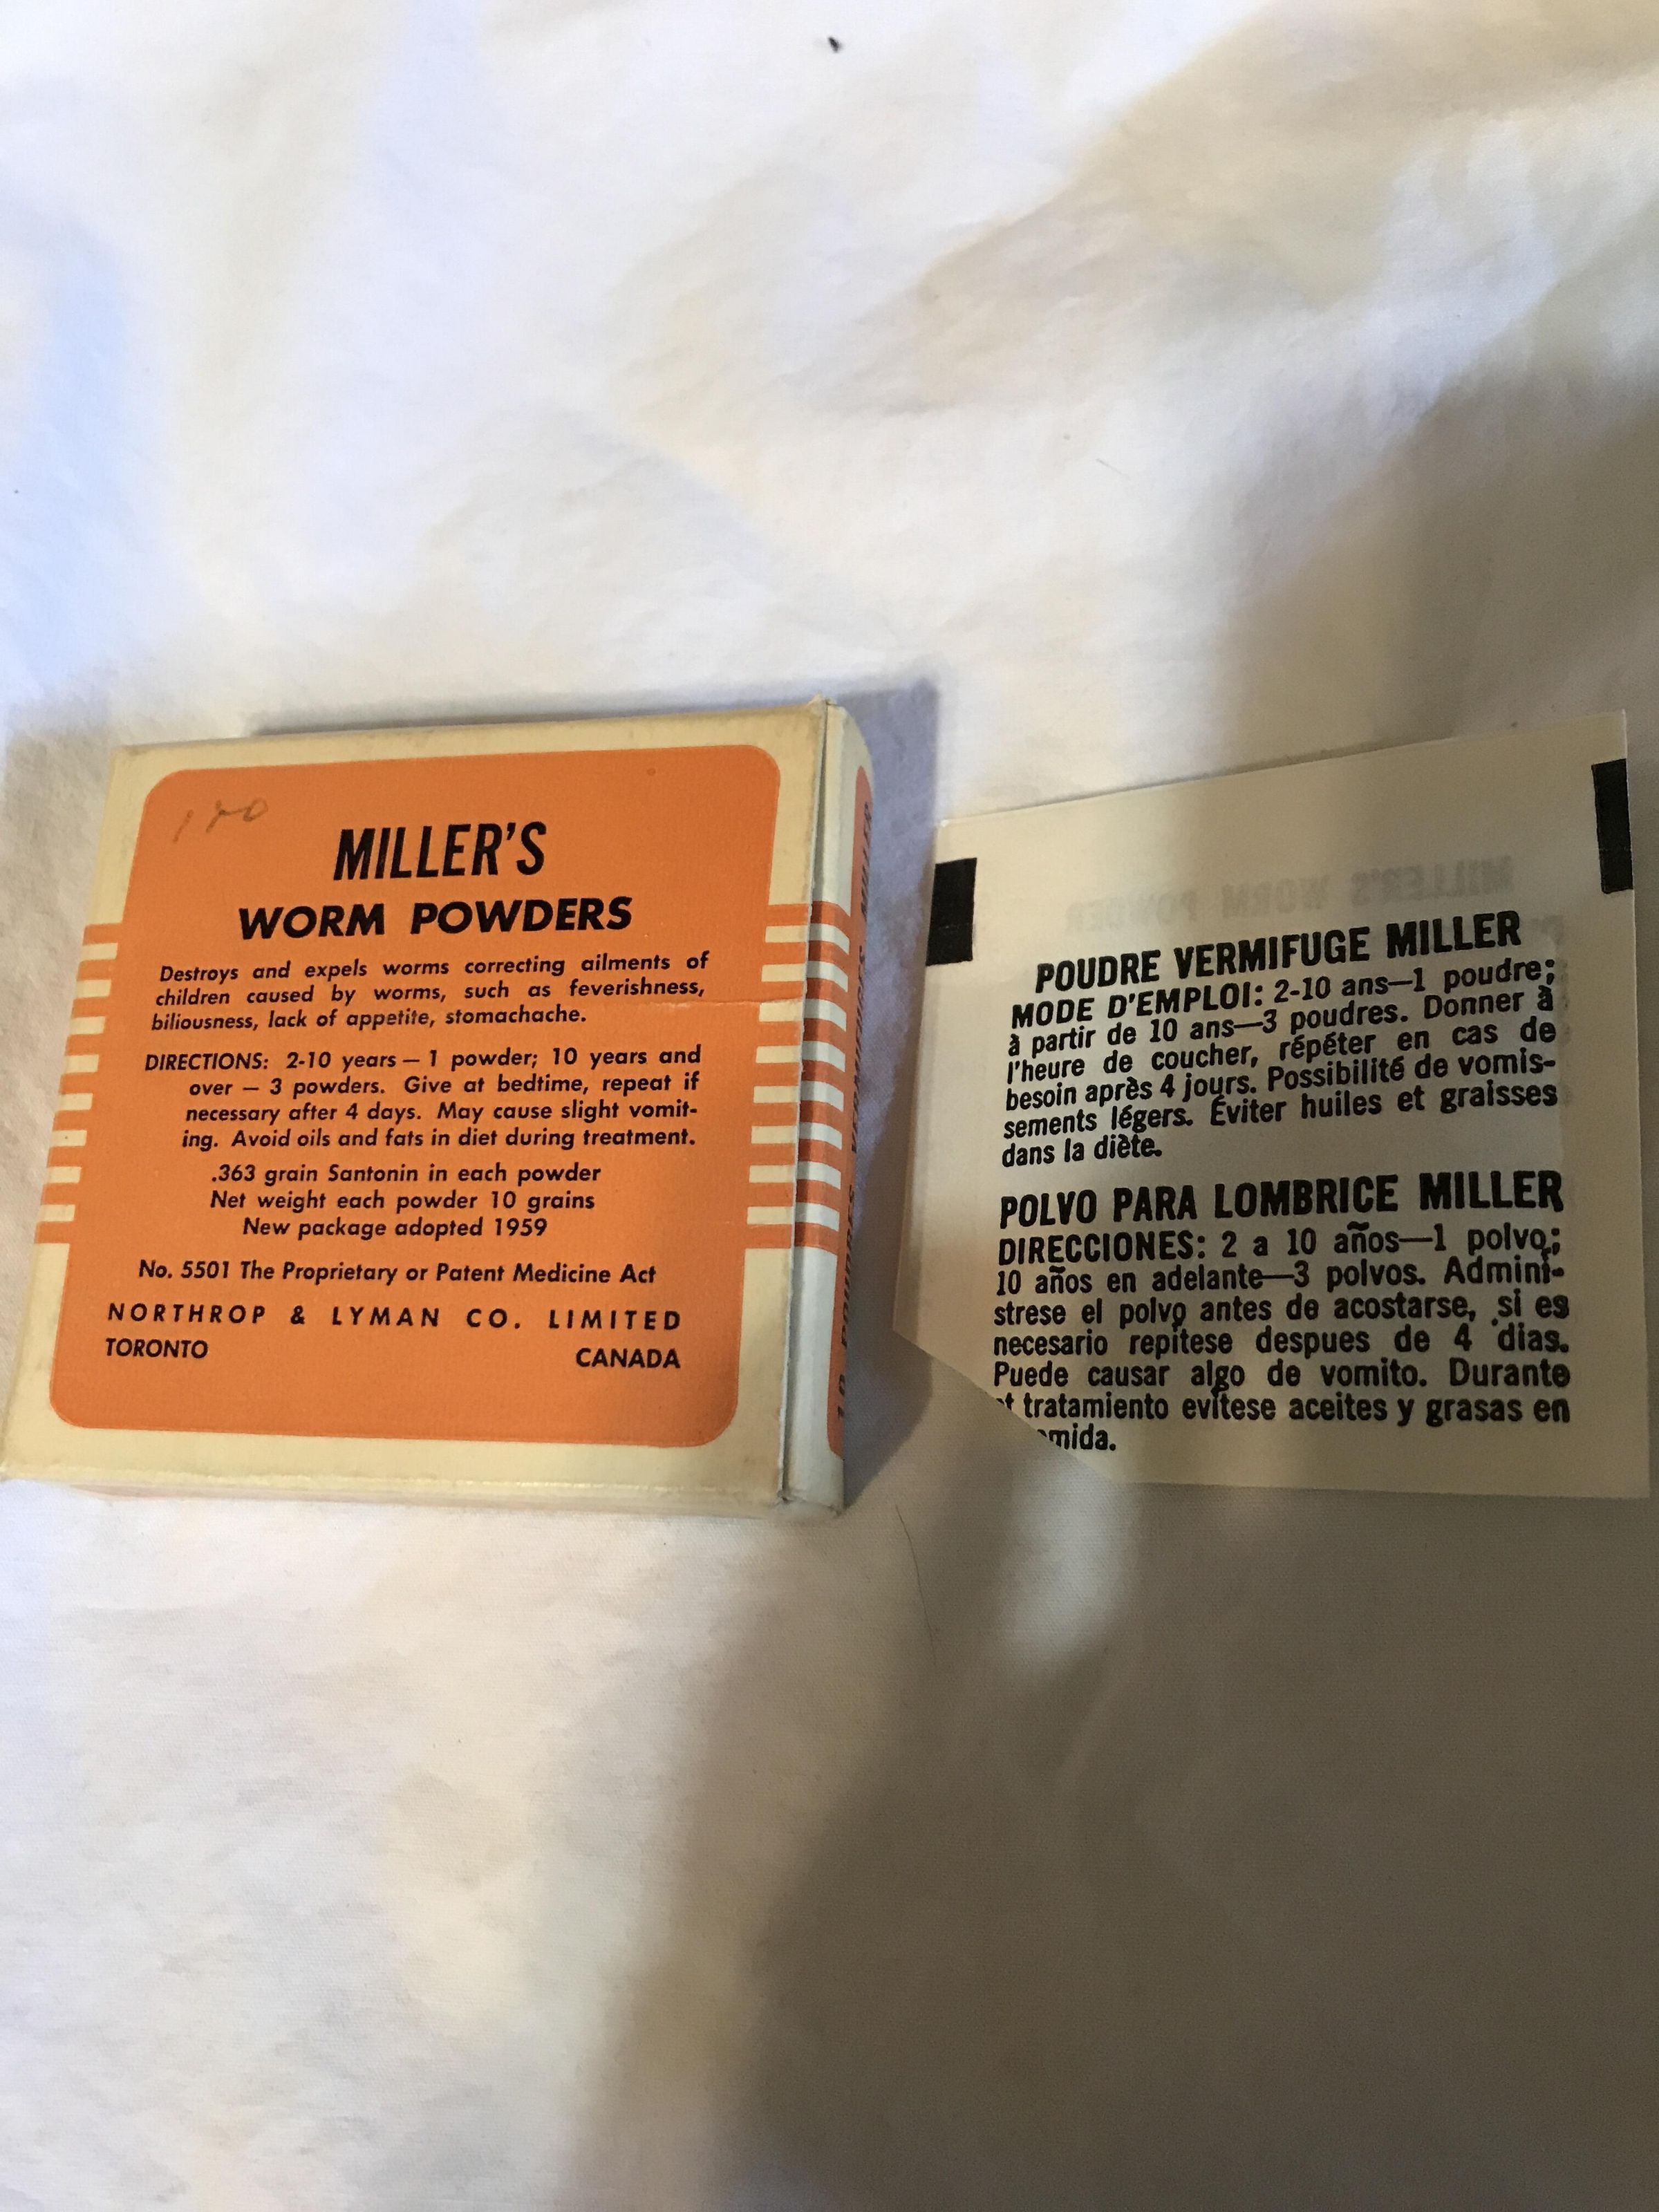 MILLER'S
WORM POWDERS
Destroys and expels worms correcting ailments of
children caused by worms, such as feverishness,
biliousness, lack of appetite, stomachache.
DIRECTIONS: 2-10 years — 1 powder; 10 years and
over — 3 powders. Give at bedtime, repeat if
necessary after 4 days. May cause slight vomit-
ing. Avoid oils and fats in diet during treatment.
.363 grain Santonin in each powder
Net weight each powder 10 grains
New package adopted 1959
No. 5501 The Proprietary or Patent Medicine Act
NORTHROP & LYMAN CO. LIMITED
TORONTO CANADA
MILLER'S WORM POWDER
POUDRE VERMIFUGE MILLER
MODE D'EMPLOI: 2-10 ans—1 poudre;
à partir de 10 ans—3 poudres. Donner à
l'heure de coucher, répéter en cas de
besoin après 4 jours. Possibilité de vomis-
sements légers. Éviter huiles et graisses
dans la diète.
POLVO PARA LOMBRICE MILLER
DIRECCIONES: 2 a 10 años—1 polvo;
10 años en adelante—3 polvos. Admini-
strese el polvo antes de acostarse, si es
necesario repítese despues de 4 dias.
Puede causar algo de vomito. Durante
tratamiento evítese aceites y grasas en